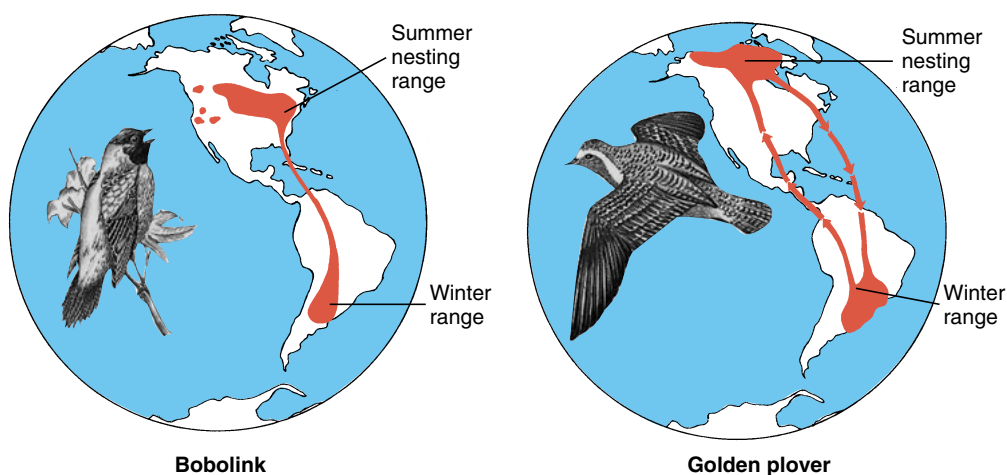 Summer
nesting
range
Winter
range
Bobolink
Summer
nesting
range
Winter
range
Golden plover